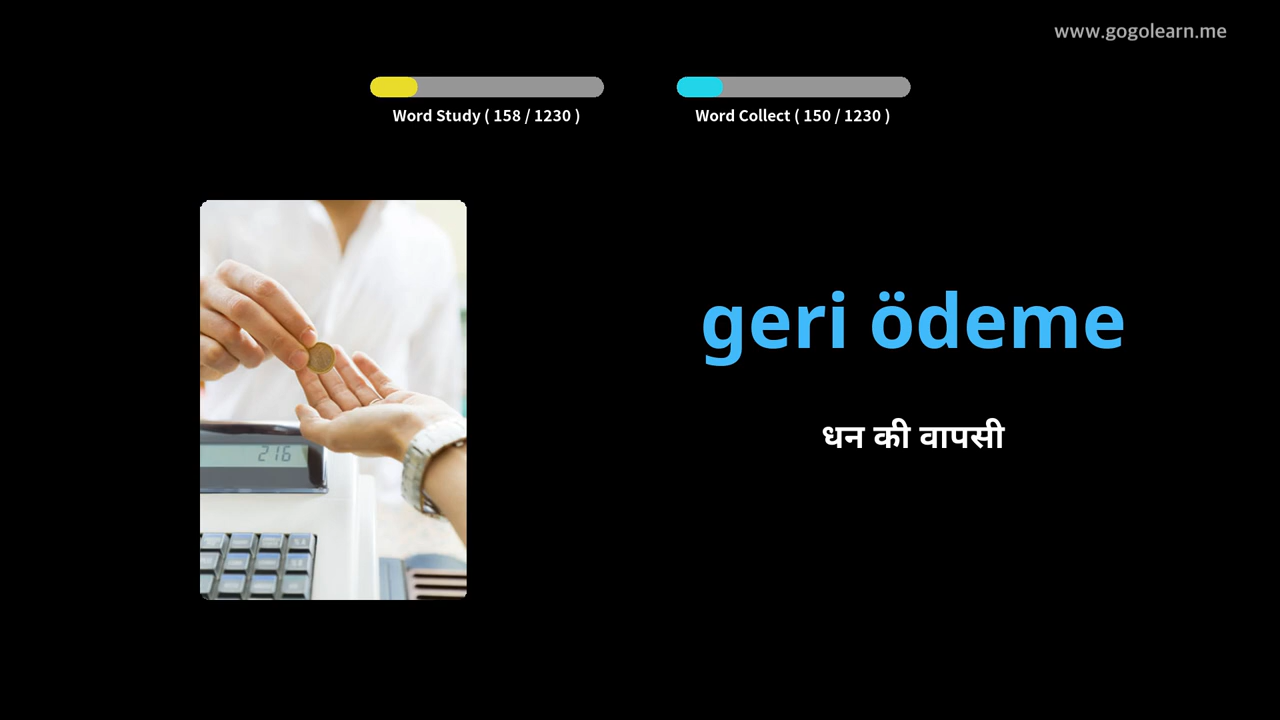 www.gogolearn.me
Word Study ( 158 / 1230 )
Word Collect ( 150 / 1230 )
216
geri ödeme
धन की वापसी